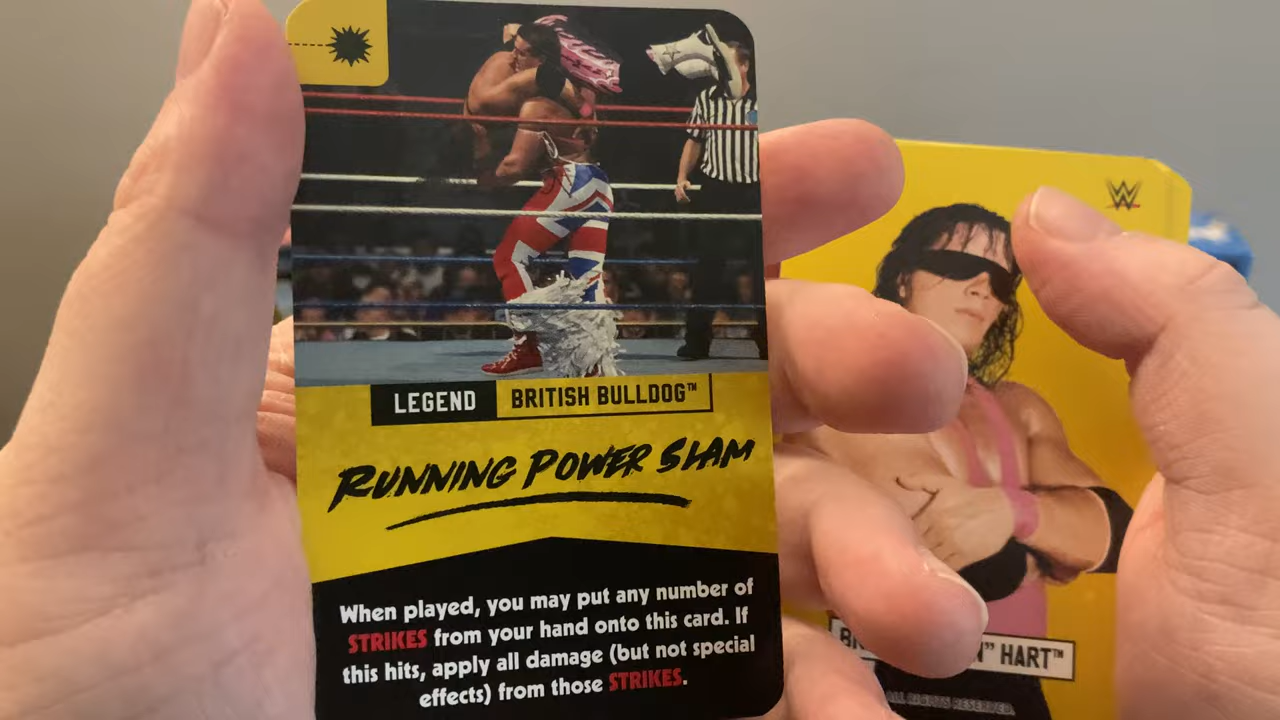 LEGEND BRITISH BULLDOG™
RUNNING POWER SLAM
When played, you may put any number of
STRIKES from your hand onto this card. If
this hits, apply all damage (but not special
effects) from those STRIKES.
W
HART™
ALL RIGHTS RESERVED.